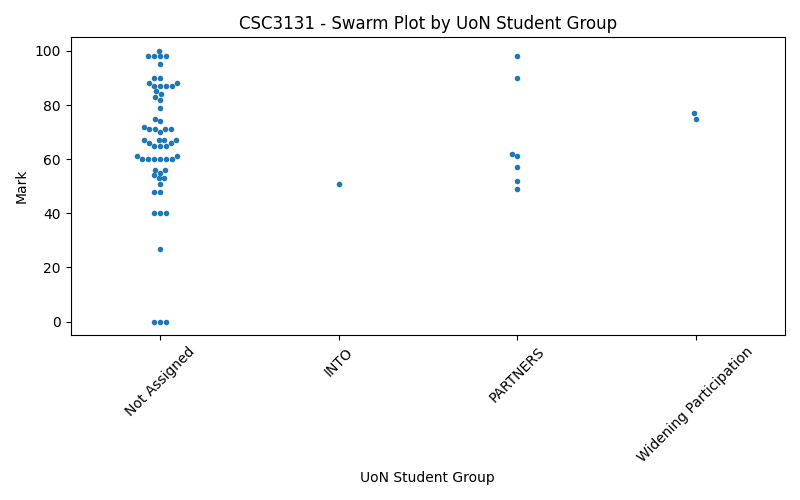 CSC3131 - Swarm Plot by UoN Student Group
Mark
100
80
60
40
20
0
Not Assigned
INTO
PARTNERS
Widening Participation
UoN Student Group